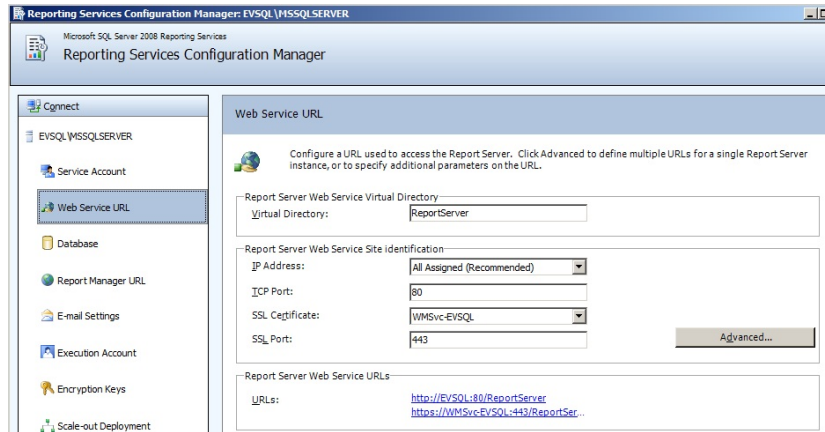 Reporting Services Configuration Manager: EVSQL\MSSQLSERVER
Microsoft SQL Server 2008 Reporting Services
Reporting Services Configuration Manager
Connect
EVSQL\MSSQLSERVER
Service Account
Web Service URL
Database
Report Manager URL
E-mail Settings
Execution Account
Encryption Keys
Scale-out Deployment
Web Service URL
Configure a URL used to access the Report Server. Click Advanced to define multiple URLs for a single Report Server
instance, or to specify additional parameters on the URL.
Report Server Web Service Virtual Directory
Virtual Directory: ReportServer
Report Server Web Service Site identification
IP Address: All Assigned (Recommended)
TCP Port: 80
SSL Certificate: WMSvc-EVSQL
SSL Port: 443
Advanced...
Report Server Web Service URLs
URLs: http://EVSQL:80/ReportServer
https://WMSvc-EVSQL:443/ReportSer...